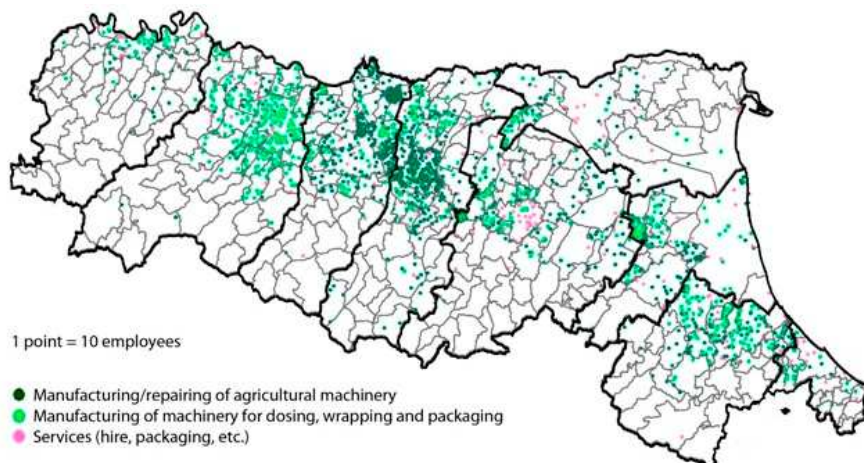 1 point = 10 employees
Manufacturing/repairing of agricultural machinery
Manufacturing of machinery for dosing, wrapping and packaging
Services (hire, packaging, etc.)